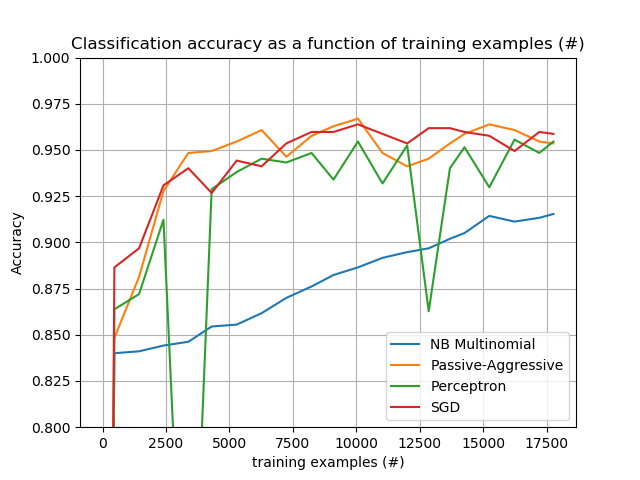 Classification accuracy as a function of training examples (#)
1.000
0.975
0.950
0.925
0.900
0.875
0.850
0.825
0.800
Accuracy
NB Multinomial
Passive-Aggressive
Perceptron
SGD
0 2500 5000 7500 10000 12500 15000 17500
training examples (#)